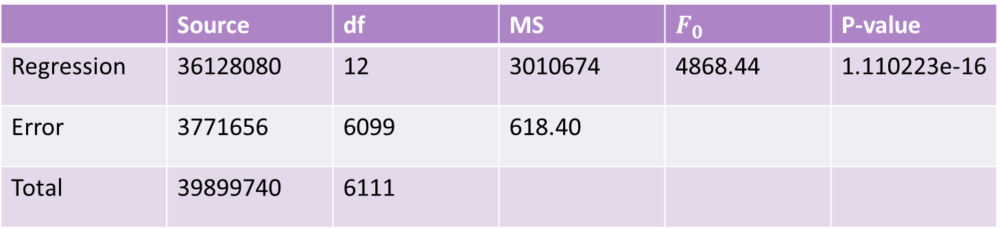 Source df MS F₀ P-value
Regression 36128080 12 3010674 4868.44 1.110223e-16
Error 3771656 6099 618.40
Total 39899740 6111